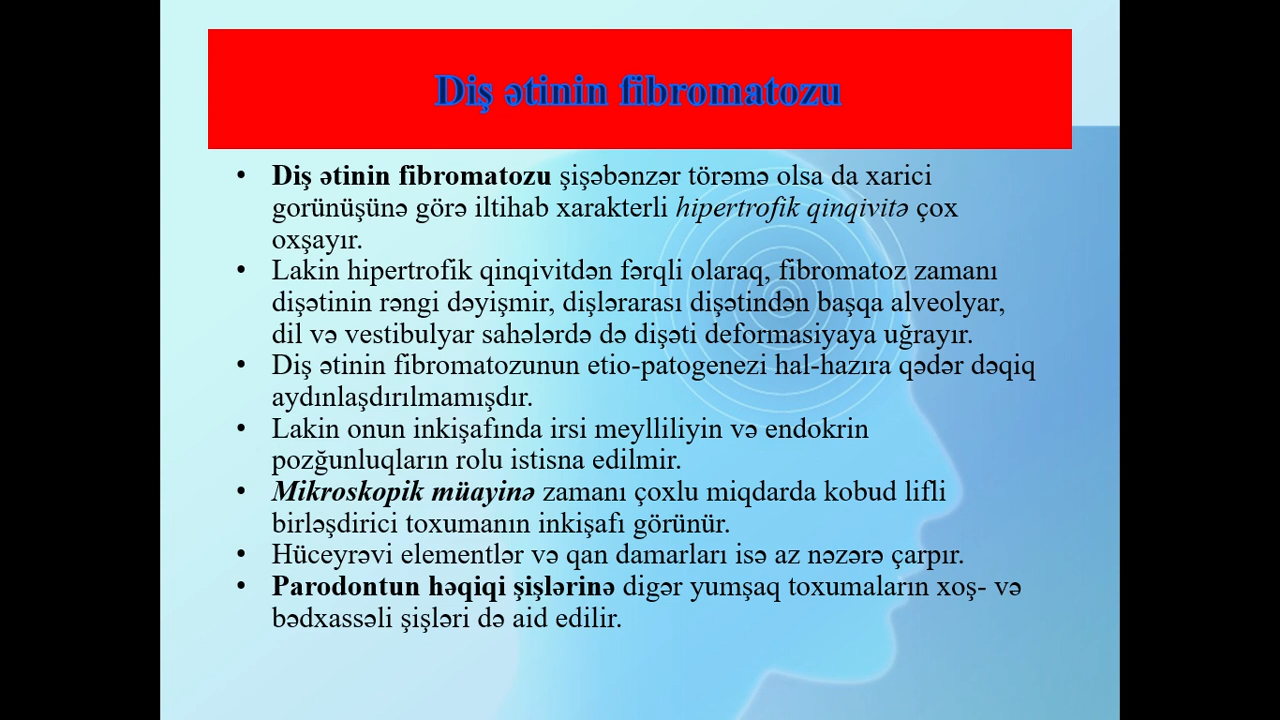 Diş ətinin fibromatozu
• Diş ətinin fibromatozu şişəbənzər törəmə olsa da xarici
gorünüşünə görə iltihab xarakterli hipertrofik qinqivitə çox
oxşayır.
• Lakin hipertrofik qinqivitdən fərqli olaraq, fibromatoz zamanı
dişətinin rəngi dəyişmir, dişlərarası dişətindən başqa alveolyar,
dil və vestibulyar sahələrdə də dişəti deformasiyaya uğrayır.
• Diş ətinin fibromatozunun etio-patogenezi hal-hazıra qədər dəqiq
aydınlaşdırılmamışdır.
• Lakin onun inkişafında irsi meylliliyin və endokrin
pozğunluqların rolu istisna edilmir.
• Mikroskopik müayinə zamanı çoxlu miqdarda kobud lifli
birləşdirici toxumanın inkişafı görünür.
• Hüceyrəvi elementlər və qan damarları isə az nəzərə çarpır.
• Parodontun həqiqi şişlərinə digər yumşaq toxumaların xoş- və
bədxassəli şişləri də aid edilir.